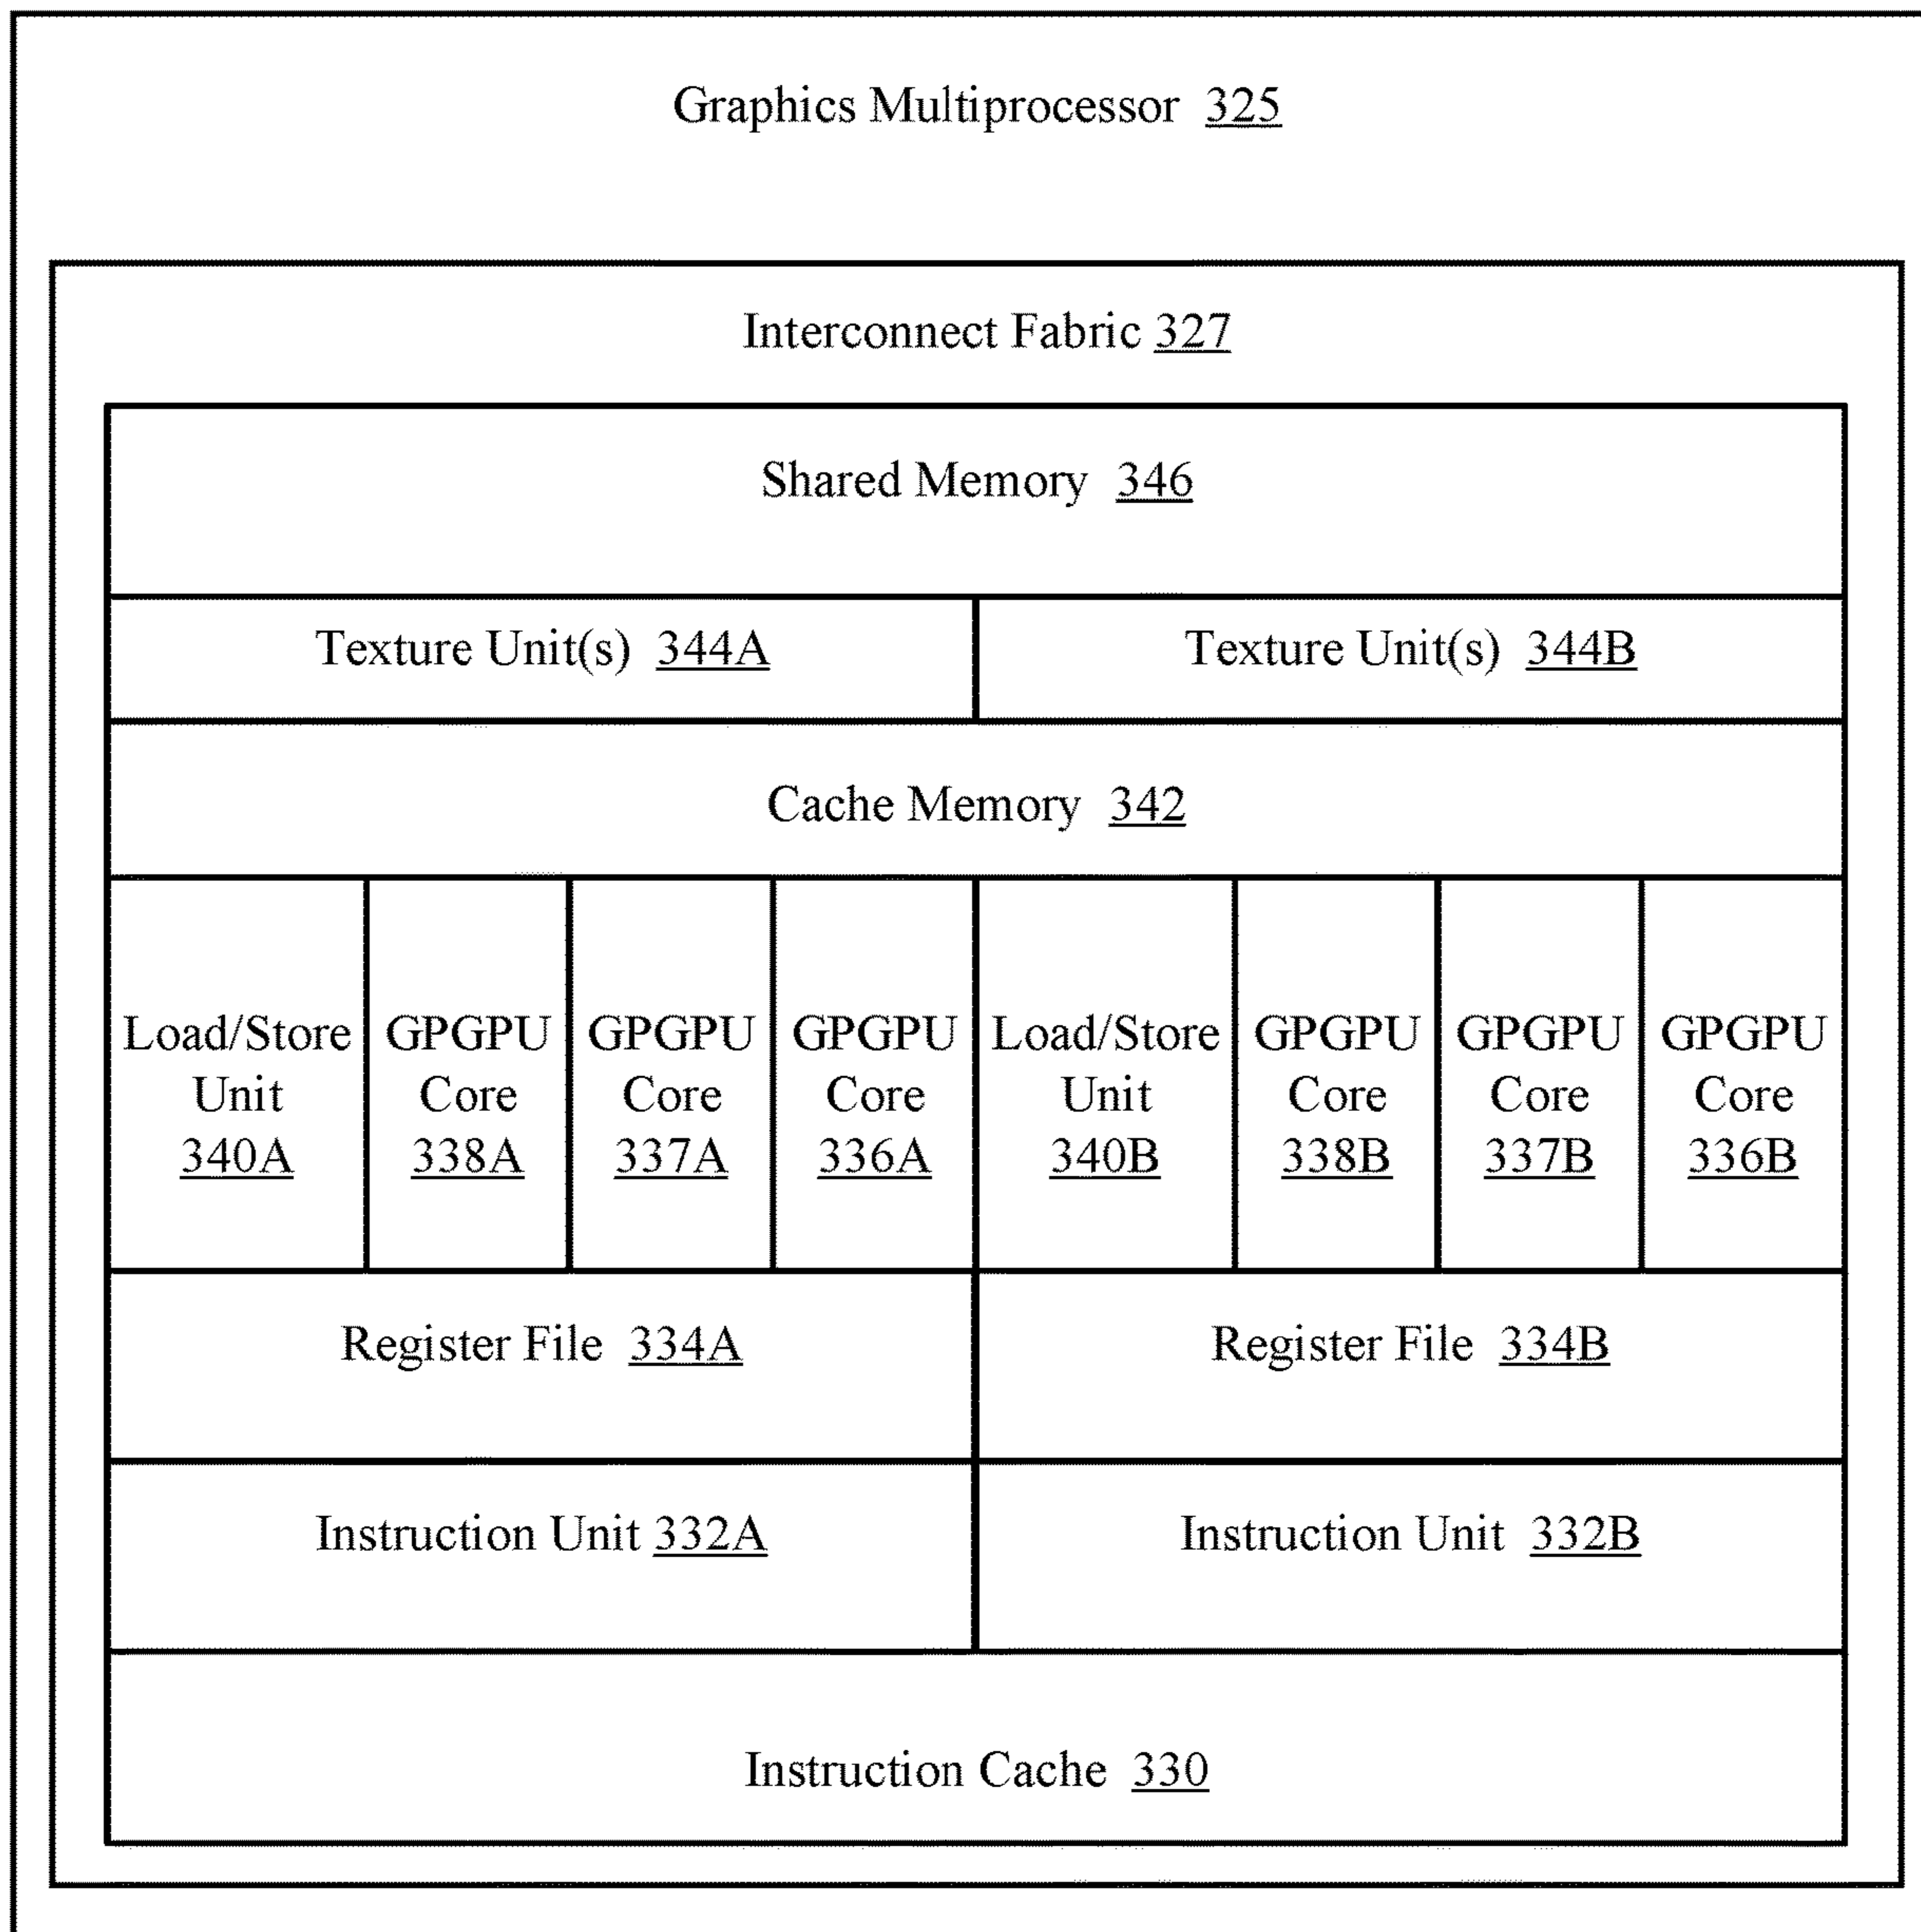 Graphics Multiprocessor 325
Interconnect Fabric 327
Shared Memory 346
Texture Unit(s) 344A
Texture Unit(s) 344B
Cache Memory 342
Load/Store
Unit
340A
GPGPU
Core
338A
GPGPU
Core
337A
GPGPU
Core
336A
Load/Store
Unit
340B
GPGPU
Core
338B
GPGPU
Core
337B
GPGPU
Core
336B
Register File 334A
Register File 334B
Instruction Unit 332A
Instruction Unit 332B
Instruction Cache 330